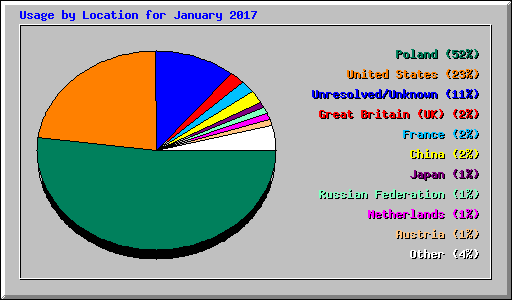 Usage by Location for January 2017
Poland (52%)
United States (23%)
Unresolved/Unknown (11%)
Great Britain (UK) (2%)
France (2%)
China (2%)
Japan (1%)
Russian Federation (1%)
Netherlands (1%)
Austria (1%)
Other (4%)